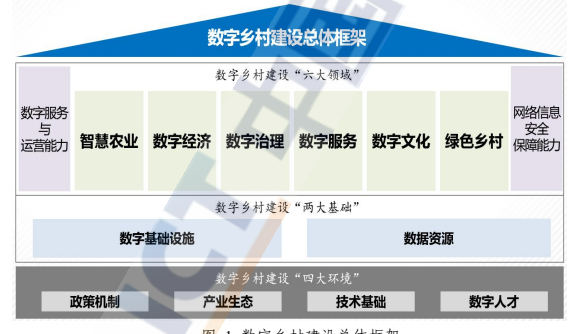 数字乡村建设总体框架
数字乡村建设“六大领域”
数字服务
与
运营能力
智慧农业
数字经济
数字治理
数字服务
数字文化
绿色乡村
网络信息
安全
保障能力
数字乡村建设“两大基础”
数字基础设施
数据资源
数字乡村建设“四大环境”
政策机制
产业生态
技术基础
数字人才
图 1 数字乡村建设总体框架
ICT中国